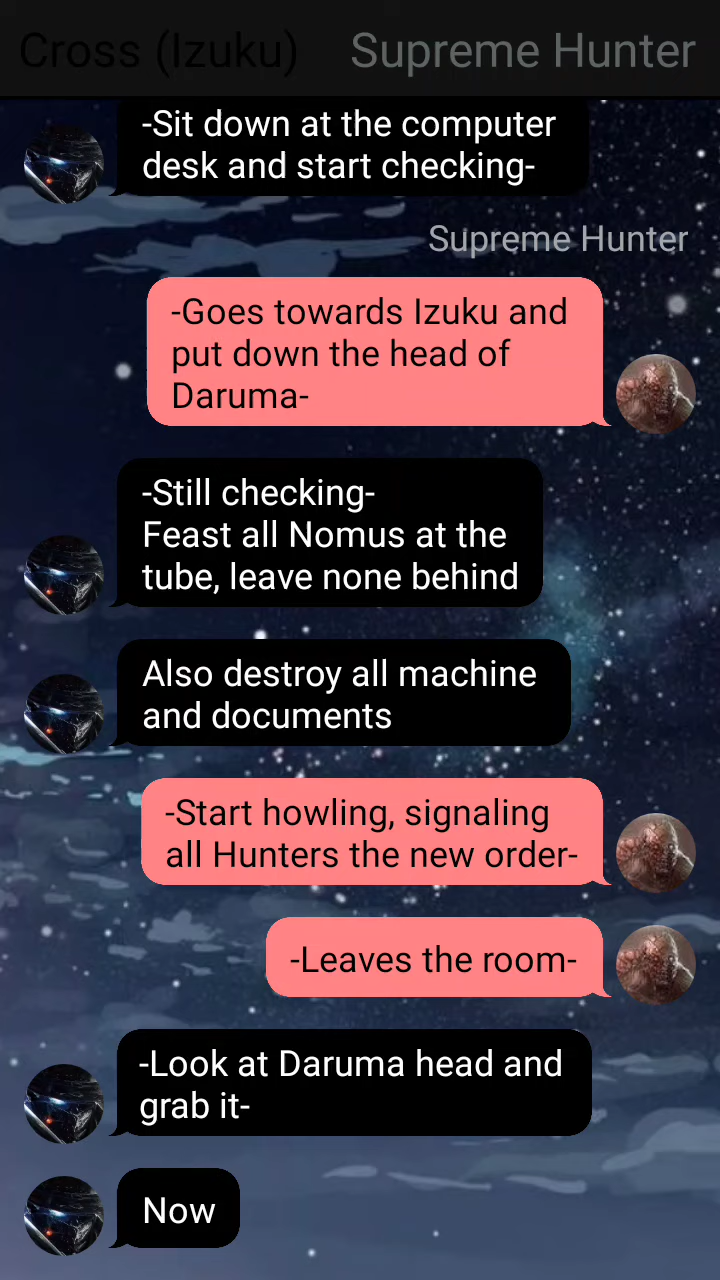 Cross (Izuku) Supreme Hunter
-Sit down at the computer
desk and start checking-
Supreme Hunter
-Goes towards Izuku and
put down the head of
Daruma-
-Still checking-
Feast all Nomus at the
tube, leave none behind
Also destroy all machine
and documents
-Start howling, signaling
all Hunters the new order-
-Leaves the room-
-Look at Daruma head and
grab it-
Now